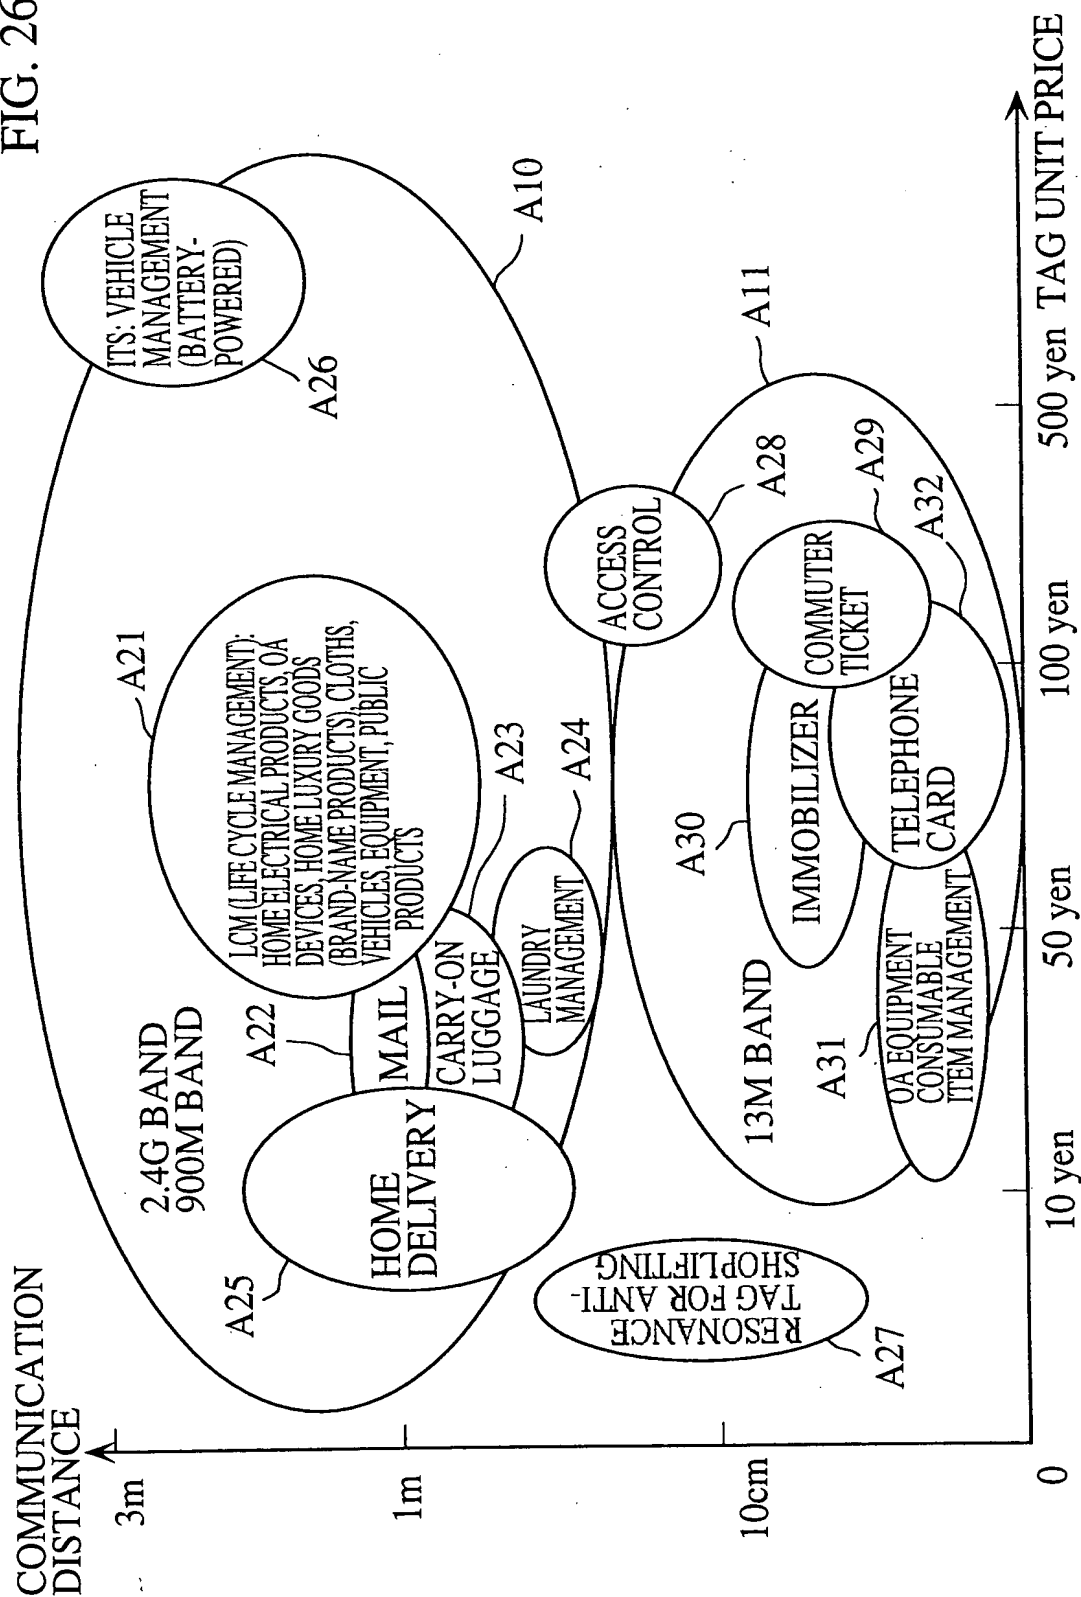 FIG. 26
COMMUNICATION
DISTANCE
3m
1m
10cm
0
10 yen
50 yen
100 yen
500 yen
TAG UNIT PRICE
2.4G BAND
900M BAND
A10
ITS: VEHICLE
MANAGEMENT
(BATTERY-
POWERED)
A26
A21
LCM (LIFE CYCLE MANAGEMENT):
HOME ELECTRICAL PRODUCTS, OA
DEVICES, HOME LUXURY GOODS
(BRAND-NAME PRODUCTS), CLOTHS,
VEHICLES, EQUIPMENT, PUBLIC
PRODUCTS
A22
MAIL
A23
CARRY-ON
LUGGAGE
A24
LAUNDRY
MANAGEMENT
A25
HOME
DELIVERY
RESONANCE
TAG FOR ANTI-
SHOPLIFTING
A27
ACCESS
CONTROL
A28
A11
13M BAND
A30
IMMOBILIZER
COMMUTER
TICKET
A29
A32
TELEPHONE
CARD
A31
OA EQUIPMENT
CONSUMABLE
ITEM MANAGEMENT